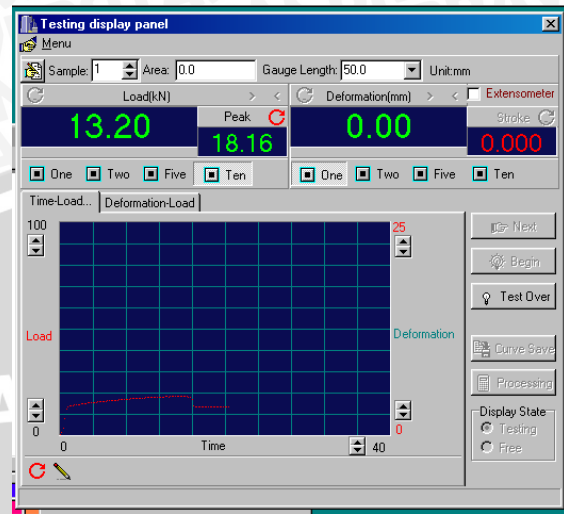 Testing display panel
Menu
Sample: 1 Area: 0.0 Gauge Length: 50.0 Unit:mm
Load(kN) > < Deformation(mm) > < Extensometer
13.20 Peak 18.16 0.00 Stroke 0.000
One Two Five Ten One Two Five Ten
Time-Load... Deformation-Load
100 25 Next
Begin
Test Over
Load Deformation
Curve Save
Processing
Display State
0 0 Testing
0 Time 40 Free